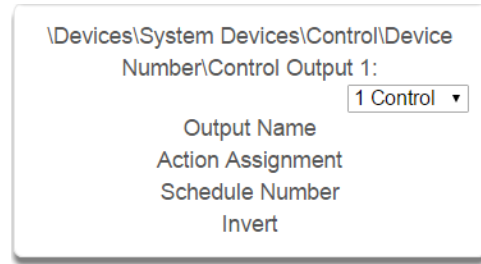 \Devices\System Devices\Control\Device
Number\Control Output 1:
1 Control
Output Name
Action Assignment
Schedule Number
Invert